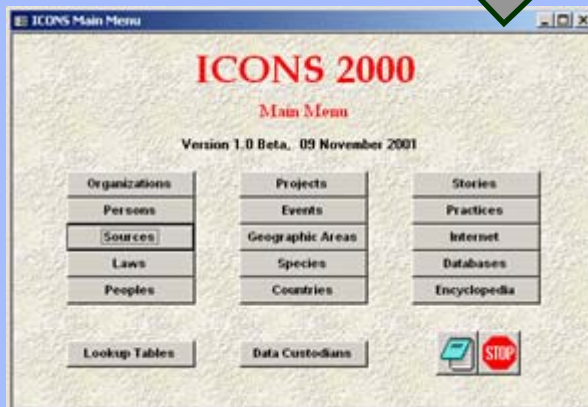 ICONS Main Menu
ICONS 2000
Main Menu
Version 1.0 Beta, 09 November 2001
Organizations Projects Stories
Persons Events Practices
Sources Geographic Areas Internet
Laws Species Databases
Peoples Countries Encyclopedia
Lookup Tables Data Custodians STOP